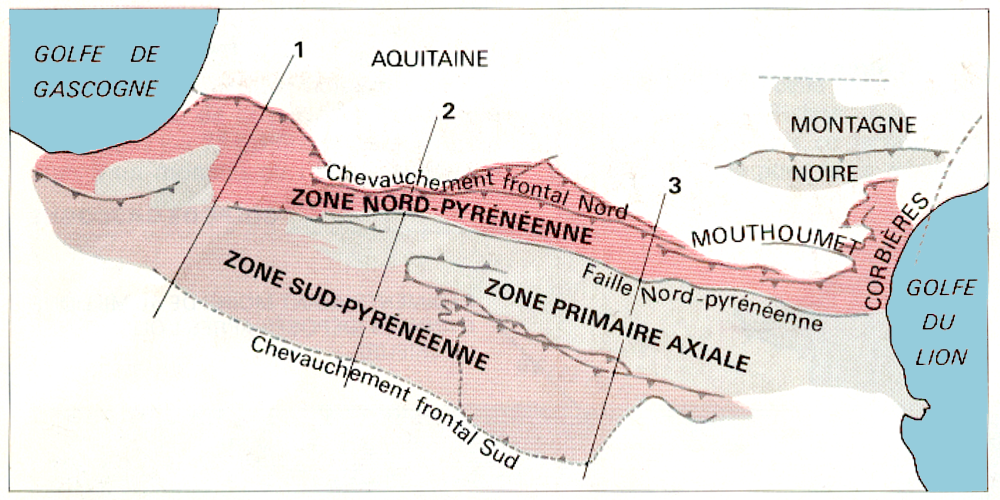 GOLFE DE
GASCOGNE
1
AQUITAINE
2
MONTAGNE
NOIRE
3
Chevauchement frontal Nord
ZONE NORD-PYRÉNÉENNE
MOUTHOUMET
CORBIÈRES
ZONE SUD-PYRÉNÉENNE
Faille Nord-pyrénéenne
ZONE PRIMAIRE AXIALE
GOLFE
DU
LION
Chevauchement frontal Sud